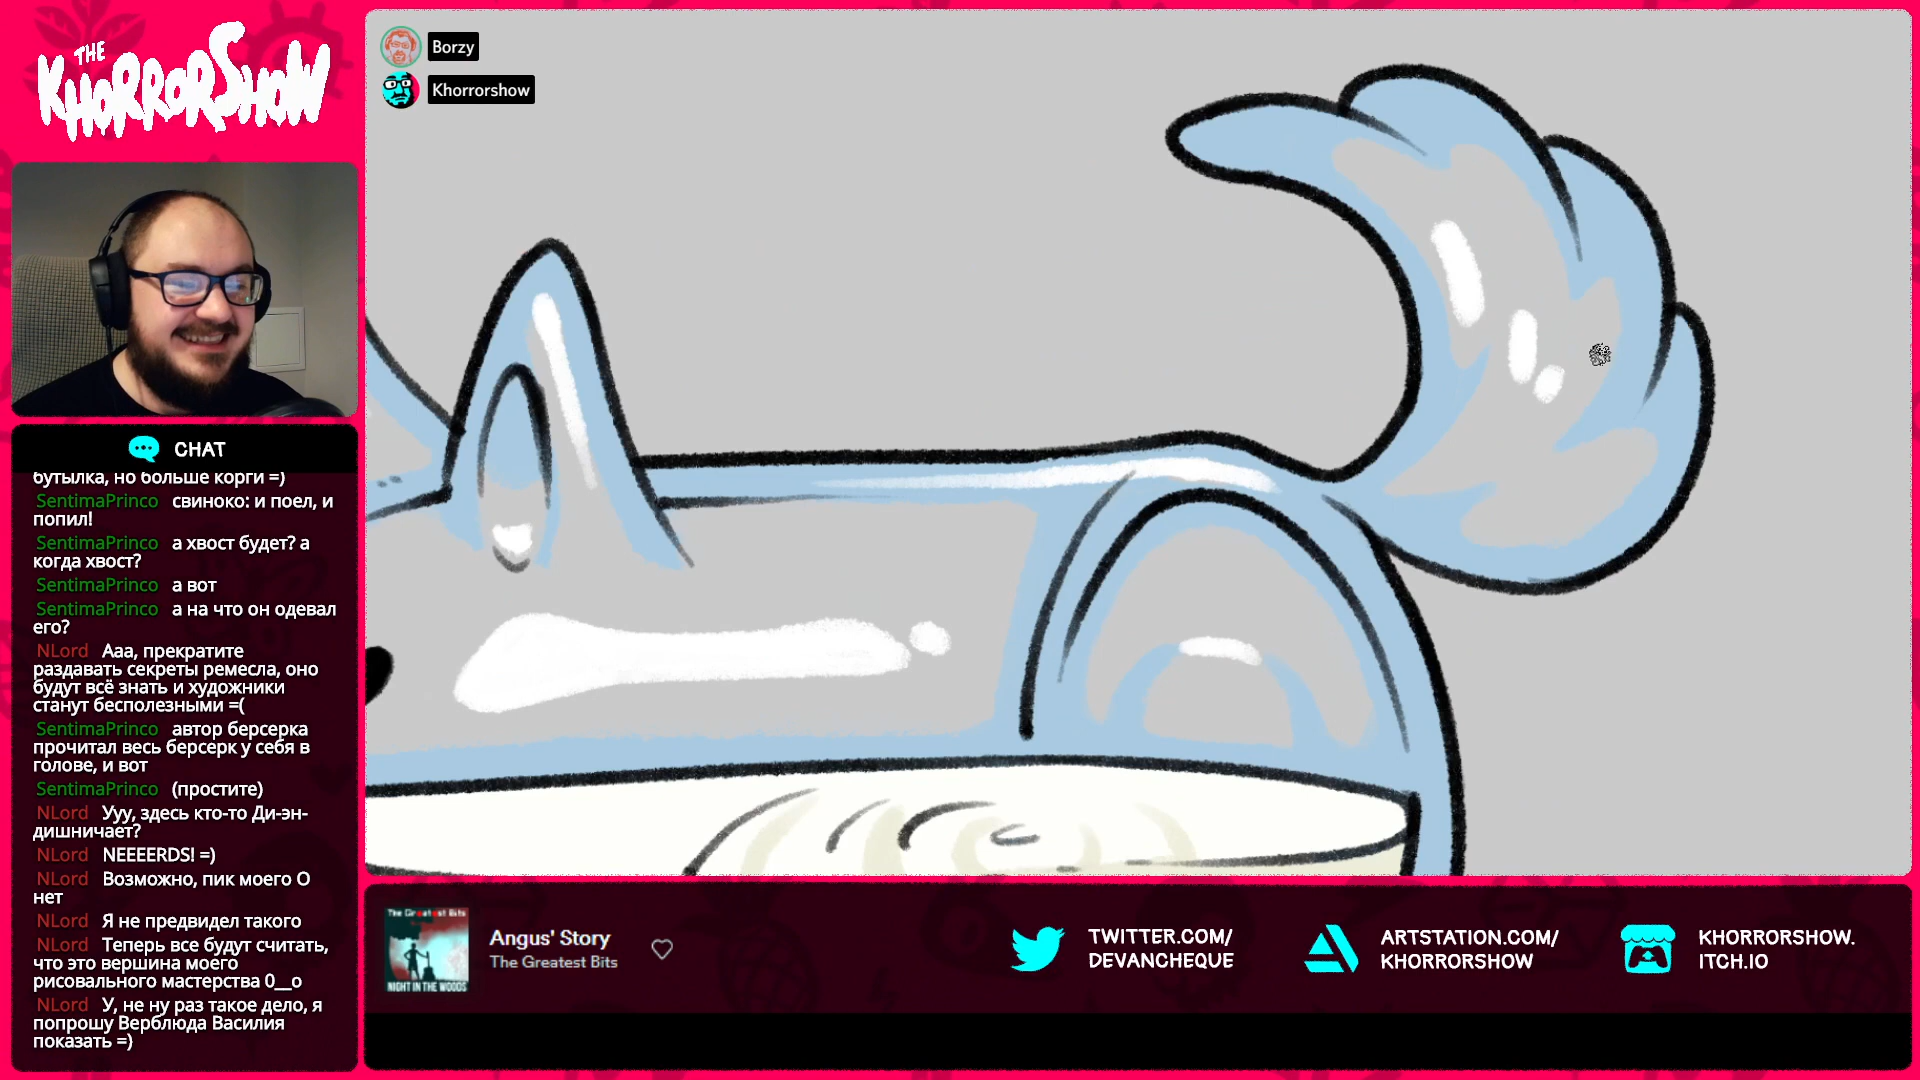 THE
KHORRORSHOW
Borzy
Khorrorshow
CHAT
бутылка, но больше корги =)
SentimaPrinco свиноко: и поел, и
попил!
SentimaPrinco а хвост будет? а
когда хвост?
SentimaPrinco а вот
SentimaPrinco а на что он одевал
его?
NLord Ааа, прекратите
раздавать секреты ремесла, оно
будут всё знать и художники
станут бесполезными =(
SentimaPrinco автор берсерка
прочитал весь берсерк у себя в
голове, и вот
SentimaPrinco (простите)
NLord Ууу, здесь кто-то Ди-эн-
дишничает?
NLord NEEEERDS! =)
NLord Возможно, пик моего О
нет
NLord Я не предвидел такого
NLord Теперь все будут считать,
что это вершина моего
рисовального мастерства 0__о
NLord У, не ну раз такое дело, я
попрошу Верблюда Василия
показать =)
The Greatest Bits
NIGHT IN THE WOODS
Angus' Story
The Greatest Bits
TWITTER.COM/
DEVANCHEQUE
ARTSTATION.COM/
KHORRORSHOW
KHORRORSHOW.
ITCH.IO